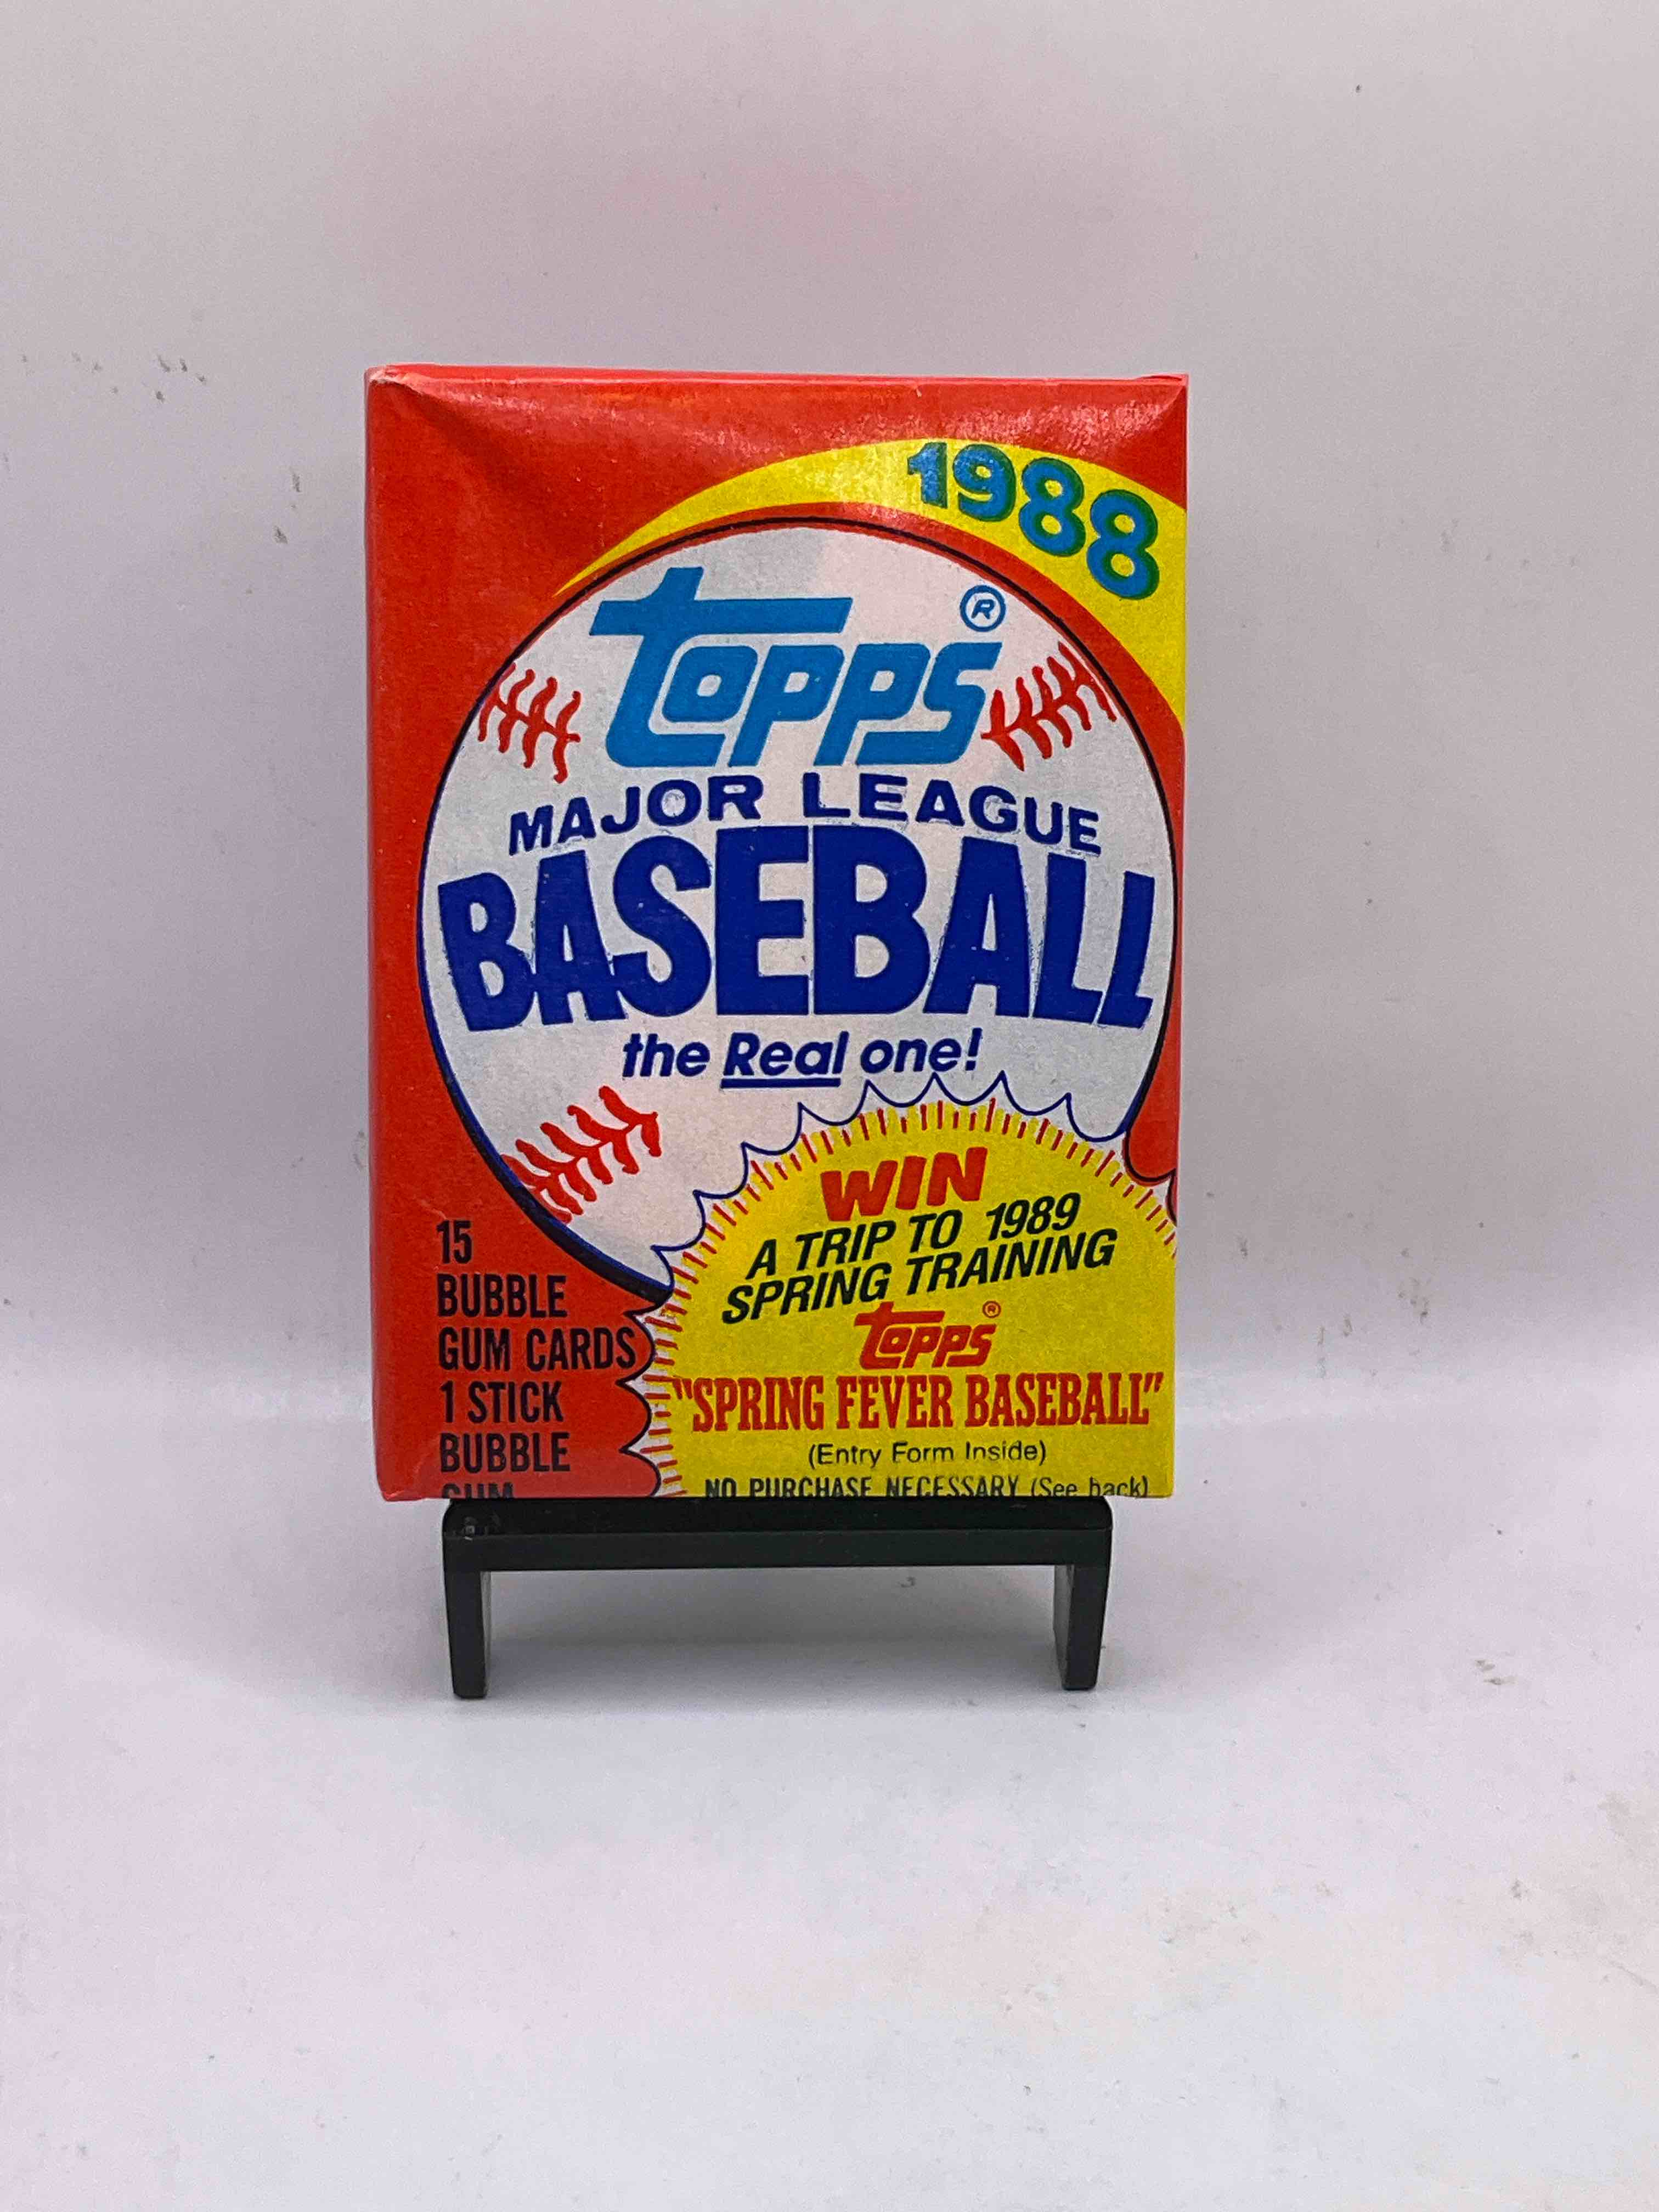 1988
Topps®
MAJOR LEAGUE
BASEBALL
the Real one!
WIN
A TRIP TO 1989
SPRING TRAINING
Topps®
"SPRING FEVER BASEBALL"
(Entry Form Inside)
NO PURCHASE NECESSARY (See back)
15
BUBBLE
GUM CARDS
1 STICK
BUBBLE
GUM